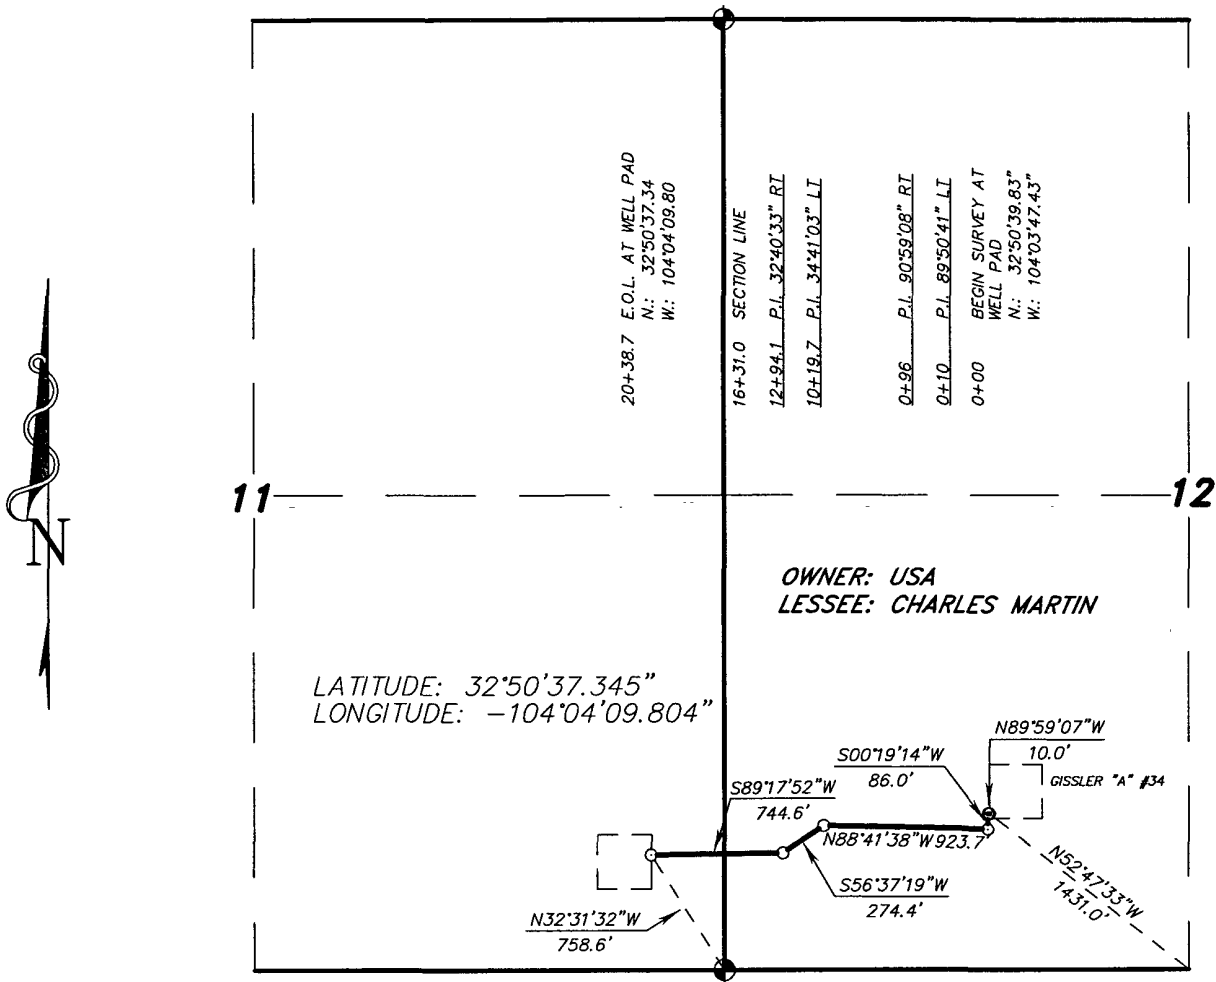 20+38.7 E.O.L. AT WELL PAD
N.: 32°50'37.34
W.: 104°04'09.80
16+31.0 SECTION LINE
12+94.1 P.I. 32°40'33" RT
10+19.7 P.I. 34°41'03" LT
0+96 P.I. 90°59'08" RT
0+10 P.I. 89°50'41" LT
0+00 BEGIN SURVEY AT
WELL PAD
N.: 32°50'39.83"
W.: 104°03'47.43"
N
11
12
OWNER: USA
LESSEE: CHARLES MARTIN
LATITUDE: 32°50'37.345"
LONGITUDE: -104°04'09.804"
N89°59'07"W
10.0'
S00°19'14"W
86.0'
GISSLER "A" #34
S89°17'52"W
744.6'
N88°41'38"W 923.7'
S56°37'19"W
274.4'
N52°47'33"W
1431.0'
N32°31'32"W
758.6'